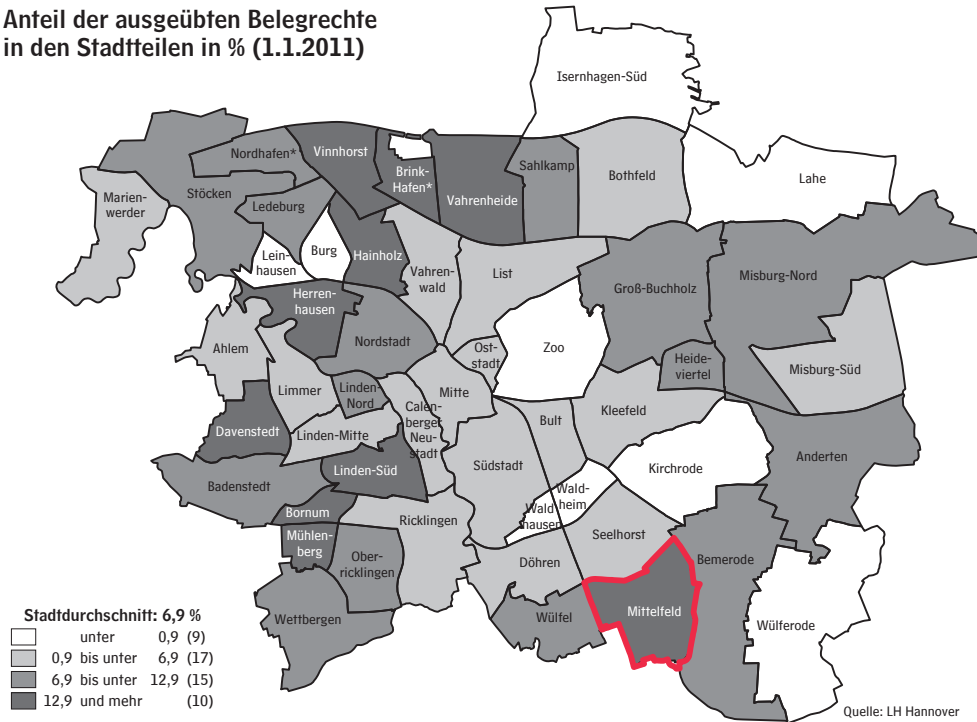 Anteil der ausgeübten Belegrechte
in den Stadtteilen in % (1.1.2011)
Isernhagen-Süd
Nordhafen*
Vinnhorst
Brink-
Hafen*
Vahrenheide
Sahlkamp
Bothfeld
Lahe
Marien-
werder
Stöcken
Ledeburg
Lein-
hausen
Burg
Hainholz
Vahren-
wald
List
Groß-Buchholz
Misburg-Nord
Herren-
hausen
Nordstadt
Ost-
stadt
Zoo
Heide-
viertel
Misburg-Süd
Ahlem
Limmer
Linden-
Nord
Mitte
Calen-
berger
Neu-
stadt
Bult
Kleefeld
Davenstedt
Linden-Mitte
Linden-Süd
Südstadt
Kirchrode
Anderten
Badenstedt
Wald-
heim
Wald
hausen
Bornum
Ricklingen
Seelhorst
Mühlen-
berg
Ober-
ricklingen
Döhren
Bemerode
Wettbergen
Wülfel
Mittelfeld
Wülferode
Stadtdurchschnitt: 6,9 %
unter 0,9 (9)
0,9 bis unter 6,9 (17)
6,9 bis unter 12,9 (15)
12,9 und mehr (10)
Quelle: LH Hannover